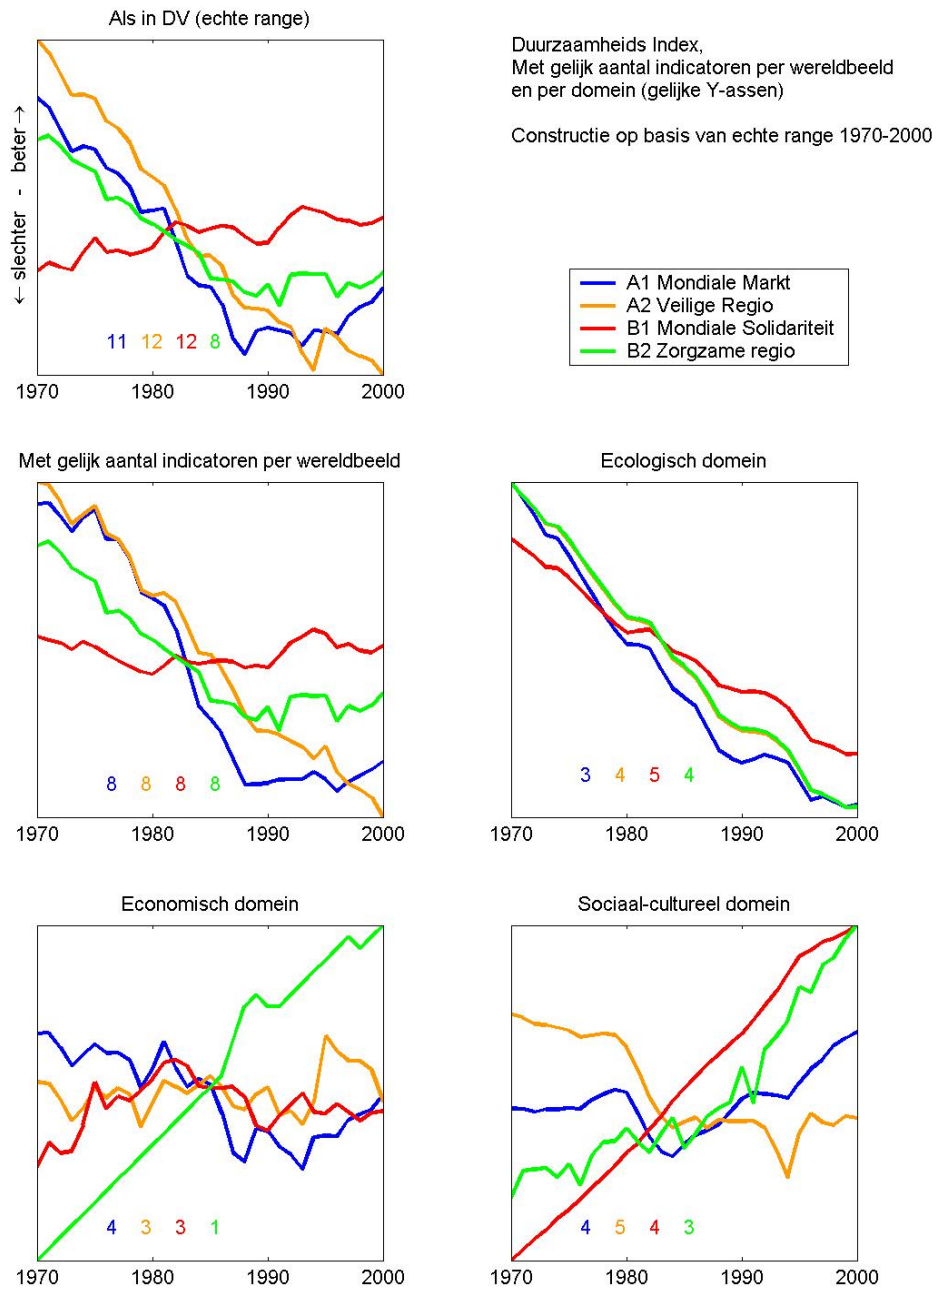 Als in DV (echte range)
← slechter - beter →
11 12 12 8
1970 1980 1990 2000
Duurzaamheids Index,
Met gelijk aantal indicatoren per wereldbeeld
en per domein (gelijke Y-assen)
Constructie op basis van echte range 1970-2000
A1 Mondiale Markt
A2 Veilige Regio
B1 Mondiale Solidariteit
B2 Zorgzame regio
Met gelijk aantal indicatoren per wereldbeeld
8 8 8 8
1970 1980 1990 2000
Ecologisch domein
3 4 5 4
1970 1980 1990 2000
Economisch domein
4 3 3 1
1970 1980 1990 2000
Sociaal-cultureel domein
4 5 4 3
1970 1980 1990 2000